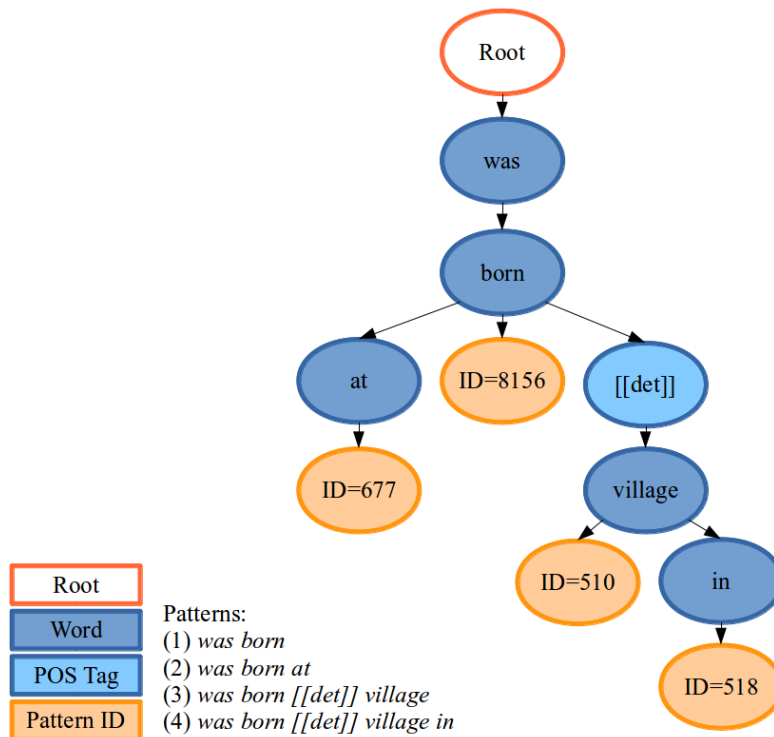 Root
was
born
at
ID=8156
[[det]]
ID=677
village
ID=510
in
ID=518
Root
Word
POS Tag
Pattern ID
Patterns:
(1) was born
(2) was born at
(3) was born [[det]] village
(4) was born [[det]] village in